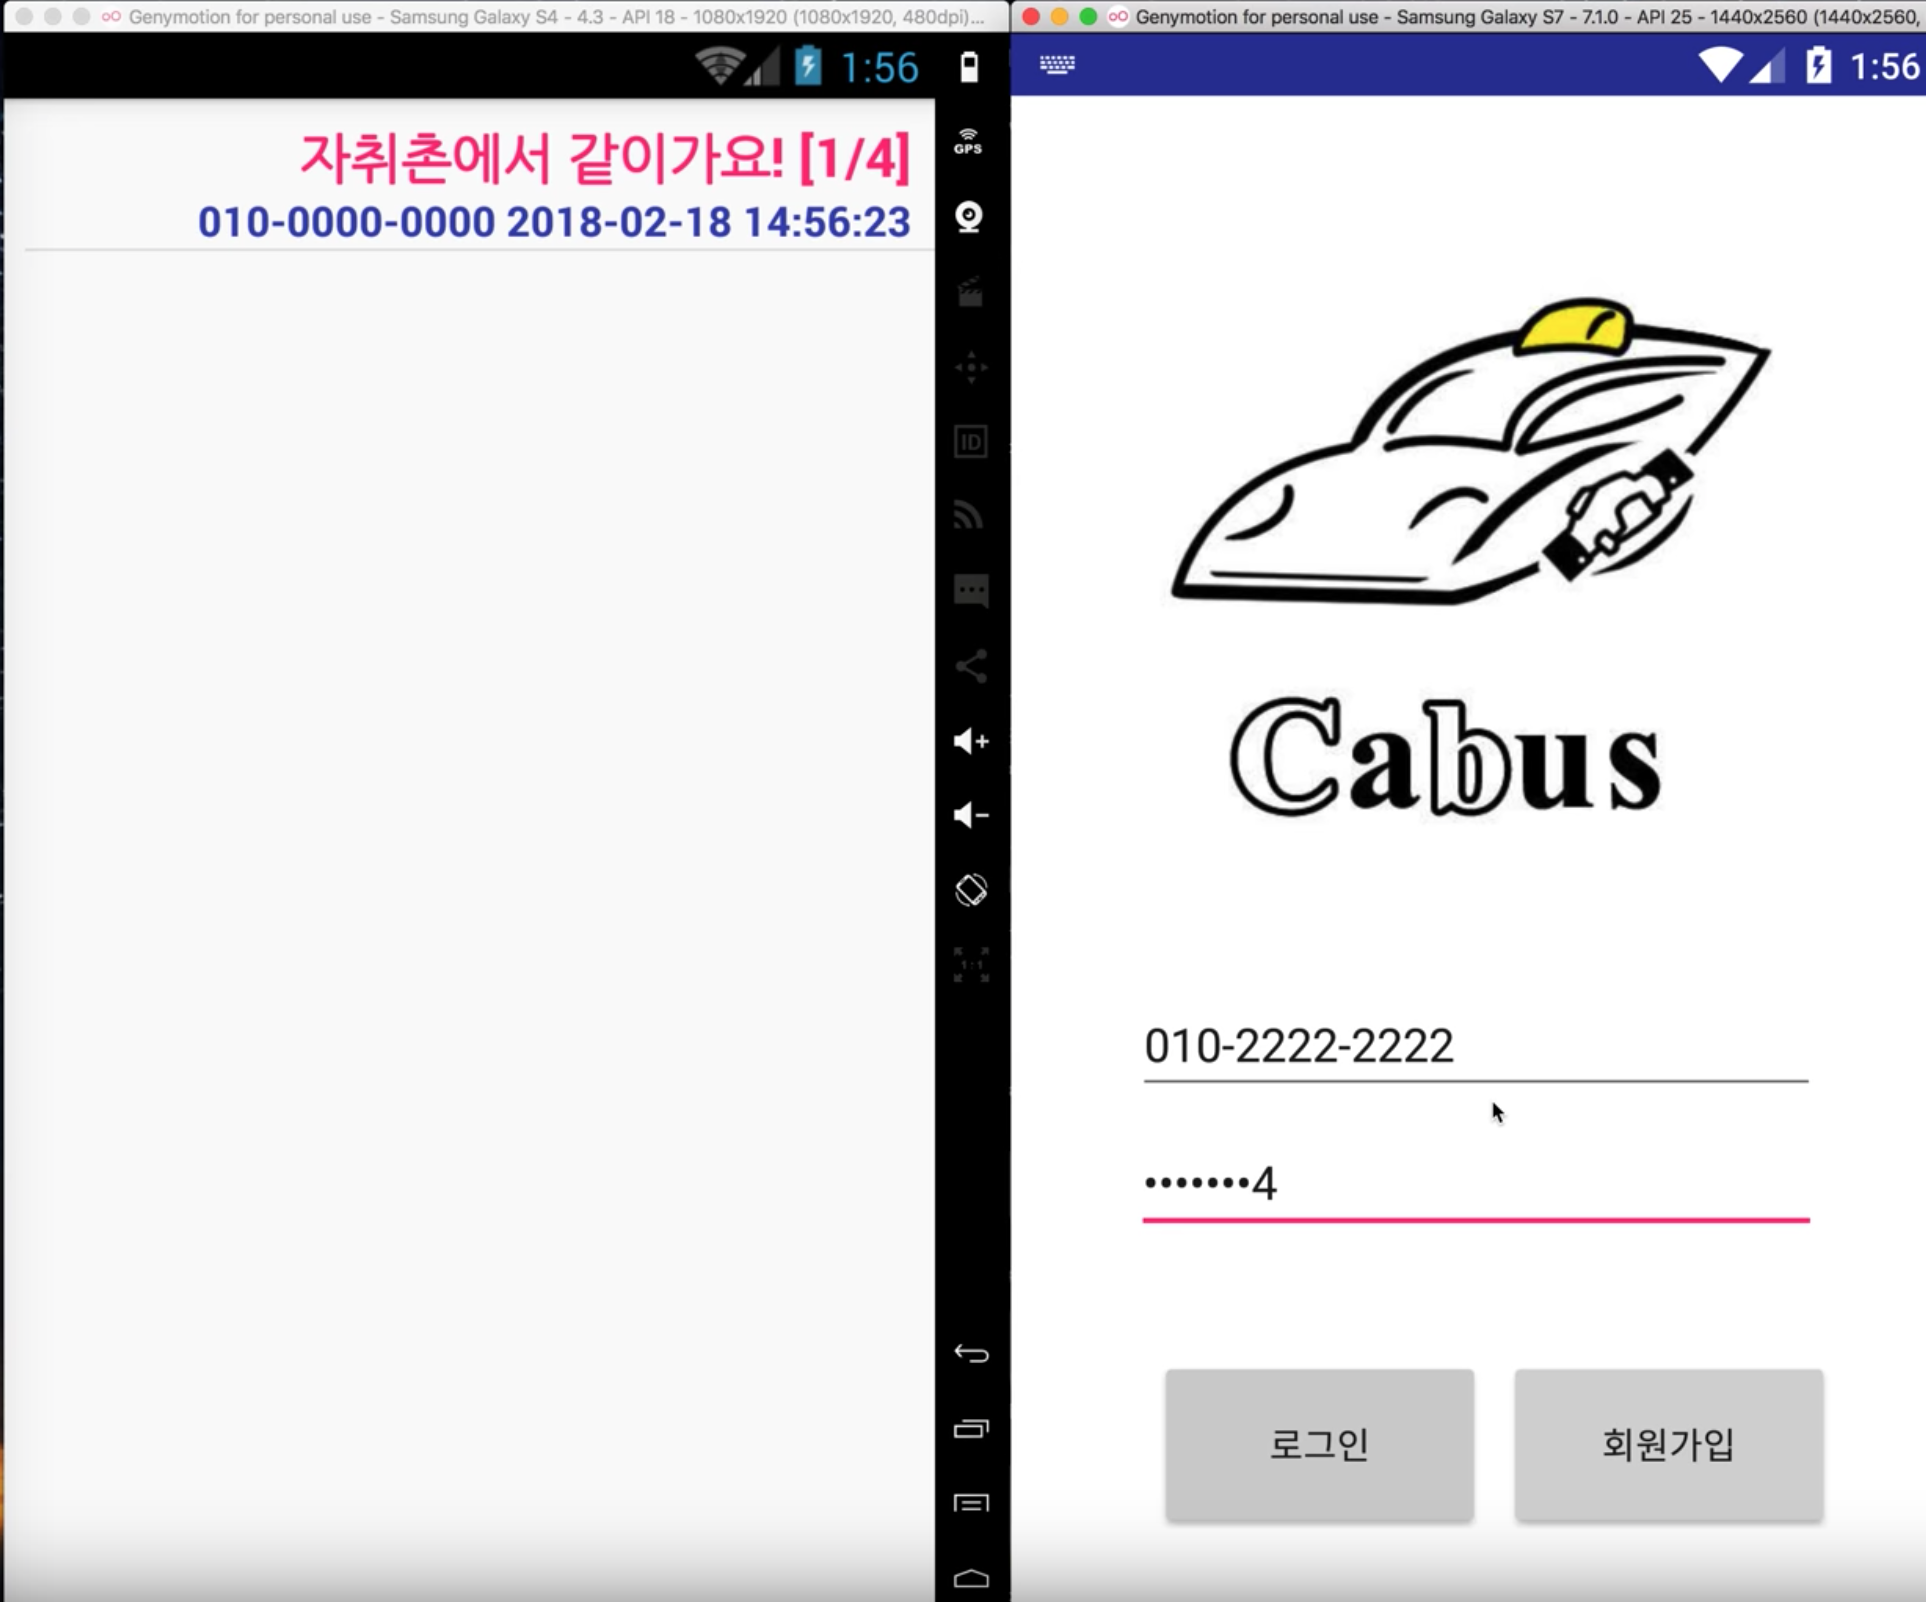 Genymotion for personal use - Samsung Galaxy S4 - 4.3 - API 18 - 1080x1920 (1080x1920, 480dpi)...
1:56
자취촌에서 같이가요! [1/4]
010-0000-0000 2018-02-18 14:56:23
GPS
ID
1:1
Genymotion for personal use - Samsung Galaxy S7 - 7.1.0 - API 25 - 1440x2560 (1440x2560,
1:56
Cabus
010-2222-2222
•••••••4
로그인
회원가입